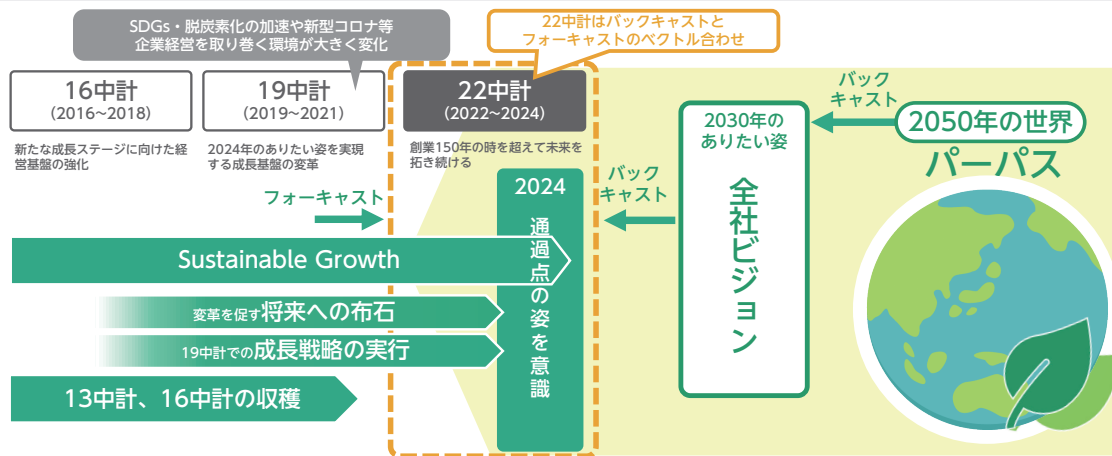 SDGs・脱炭素化の加速や新型コロナ等
企業経営を取り巻く環境が大きく変化
22中計はバックキャストと
フォーキャストのベクトル合わせ
16中計
(2016~2018)
新たな成長ステージに向けた経
営基盤の強化
19中計
(2019~2021)
2024年のありたい姿を実現
する成長基盤の変革
22中計
(2022~2024)
創業150年の時を超えて未来を
拓き続ける
フォーキャスト
2024
通過点の姿を意識
バック
キャスト
2030年の
ありたい姿
全社ビジョン
バック
キャスト
2050年の世界
パーパス
Sustainable Growth
変革を促す将来への布石
19中計での成長戦略の実行
13中計、16中計の収穫